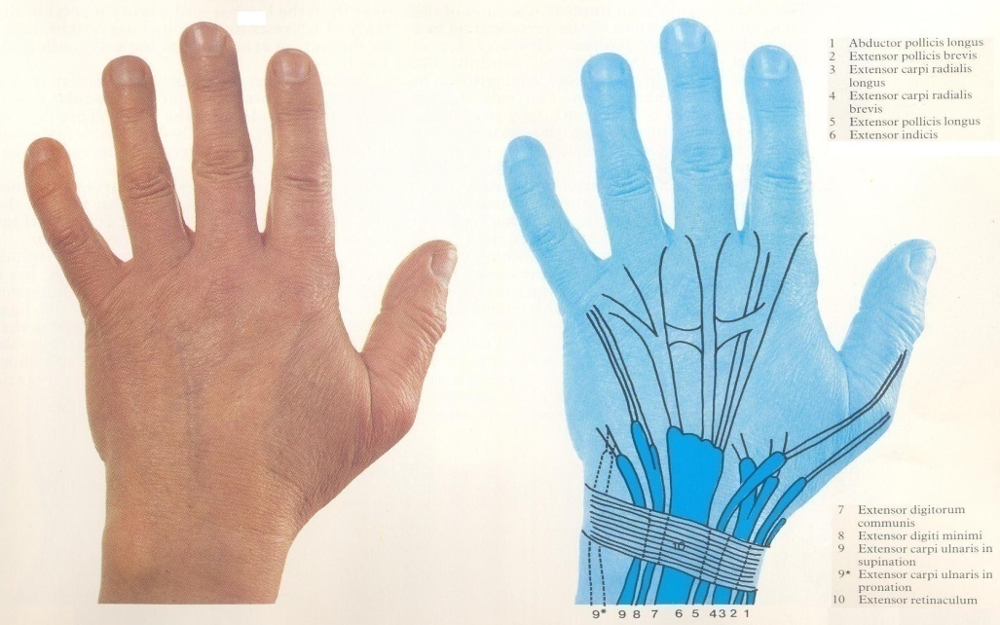 1 Abductor pollicis longus
2 Extensor pollicis brevis
3 Extensor carpi radialis
longus
4 Extensor carpi radialis
brevis
5 Extensor pollicis longus
6 Extensor indicis
7 Extensor digitorum
communis
8 Extensor digiti minimi
9 Extensor carpi ulnaris in
supination
9* Extensor carpi ulnaris in
pronation
10 Extensor retinaculum
10
9* 9 8 7 6 5 4 3 2 1